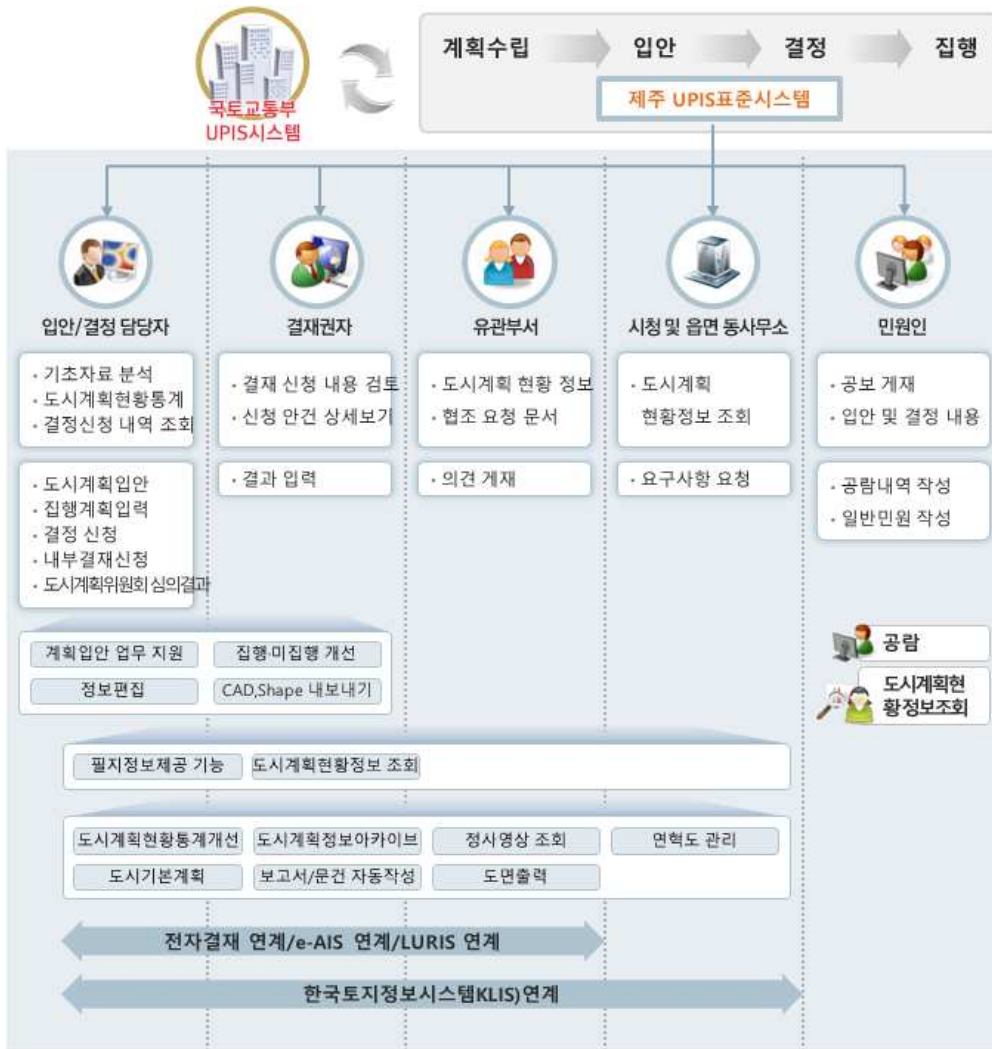 국토교통부
UPIS시스템
계획수립
입안
결정
집행
제주 UPIS표준시스템
입안/결정 담당자
결재권자
유관부서
시청 및 읍면 동사무소
민원인
· 기초자료 분석
· 도시계획현황통계
· 결정신청 내역 조회
· 결재 신청 내용 검토
· 신청 안건 상세보기
· 도시계획 현황 정보
· 협조 요청 문서
· 도시계획
현황정보 조회
· 공보 게재
· 입안 및 결정 내용
· 도시계획입안
· 집행계획입력
· 결정 신청
· 내부결재신청
· 도시계획위원회 심의결과
· 결과 입력
· 의견 게재
· 요구사항 요청
· 공람내역 작성
· 일반민원 작성
계획입안 업무 지원
집행·미집행 개선
정보편집
CAD,Shape 내보내기
공람
도시계획현
황정보조회
필지정보제공 기능
도시계획현황정보 조회
도시계획현황통계개선
도시계획정보아카이브
정사영상 조회
연혁도 관리
도시기본계획
보고서/문건 자동작성
도면출력
전자결재 연계/e-AIS 연계/LURIS 연계
한국토지정보시스템KLIS)연계